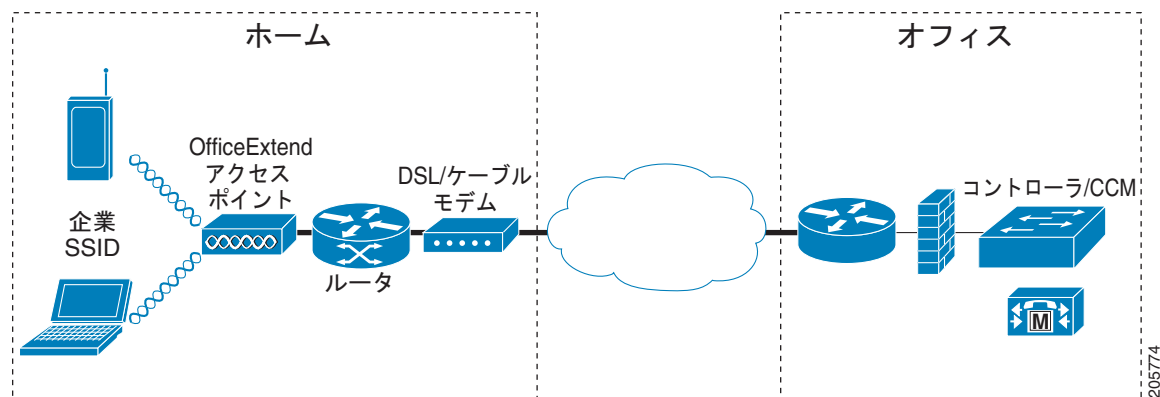 ホーム
オフィス
OfficeExtend
アクセス
ポイント
DSL/ケーブル
モデム
コントローラ/CCM
企業
SSID
ルータ
M
205774